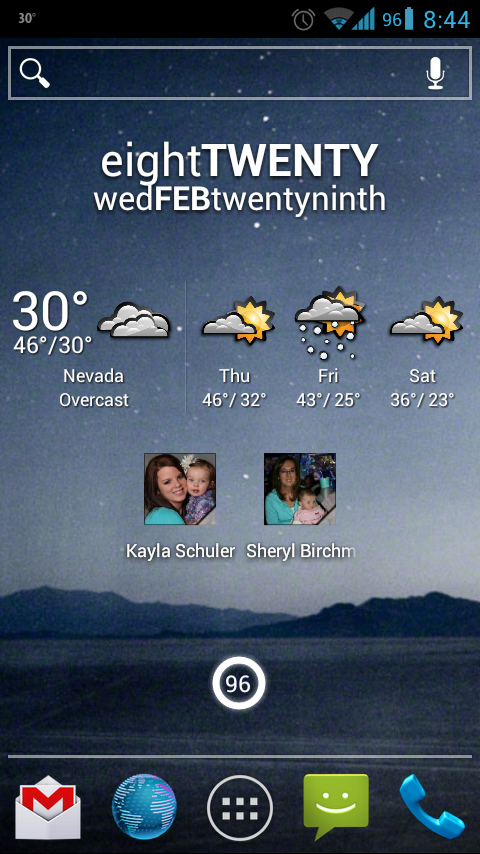 30°
96
8:44
eightTWENTY
wedFEBtwentyninth
30°
46°/30°
Nevada
Overcast
Thu
46°/ 32°
Fri
43°/ 25°
Sat
36°/ 23°
Kayla Schuler
Sheryl Birchm
96